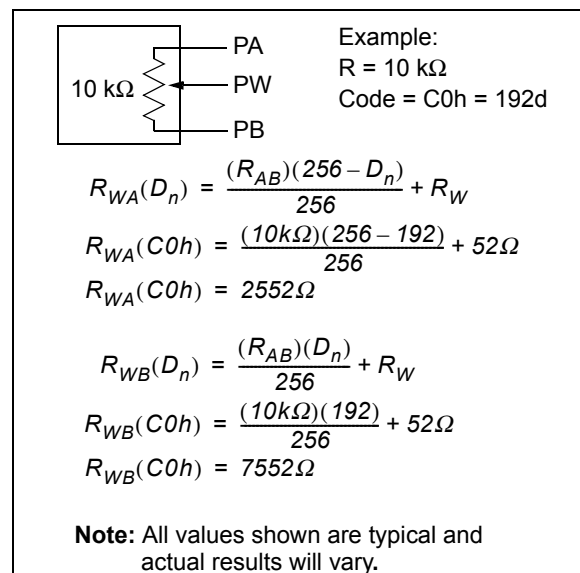 PA
Example:
10 kΩ
PW
R = 10 kΩ
Code = C0h = 192d
PB
R_WA(D_n) = (R_AB)(256 – D_n) / 256 + R_W
R_WA(C0h) = (10kΩ)(256 – 192) / 256 + 52Ω
R_WA(C0h) = 2552Ω
R_WB(D_n) = (R_AB)(D_n) / 256 + R_W
R_WB(C0h) = (10kΩ)(192) / 256 + 52Ω
R_WB(C0h) = 7552Ω
Note: All values shown are typical and
actual results will vary.